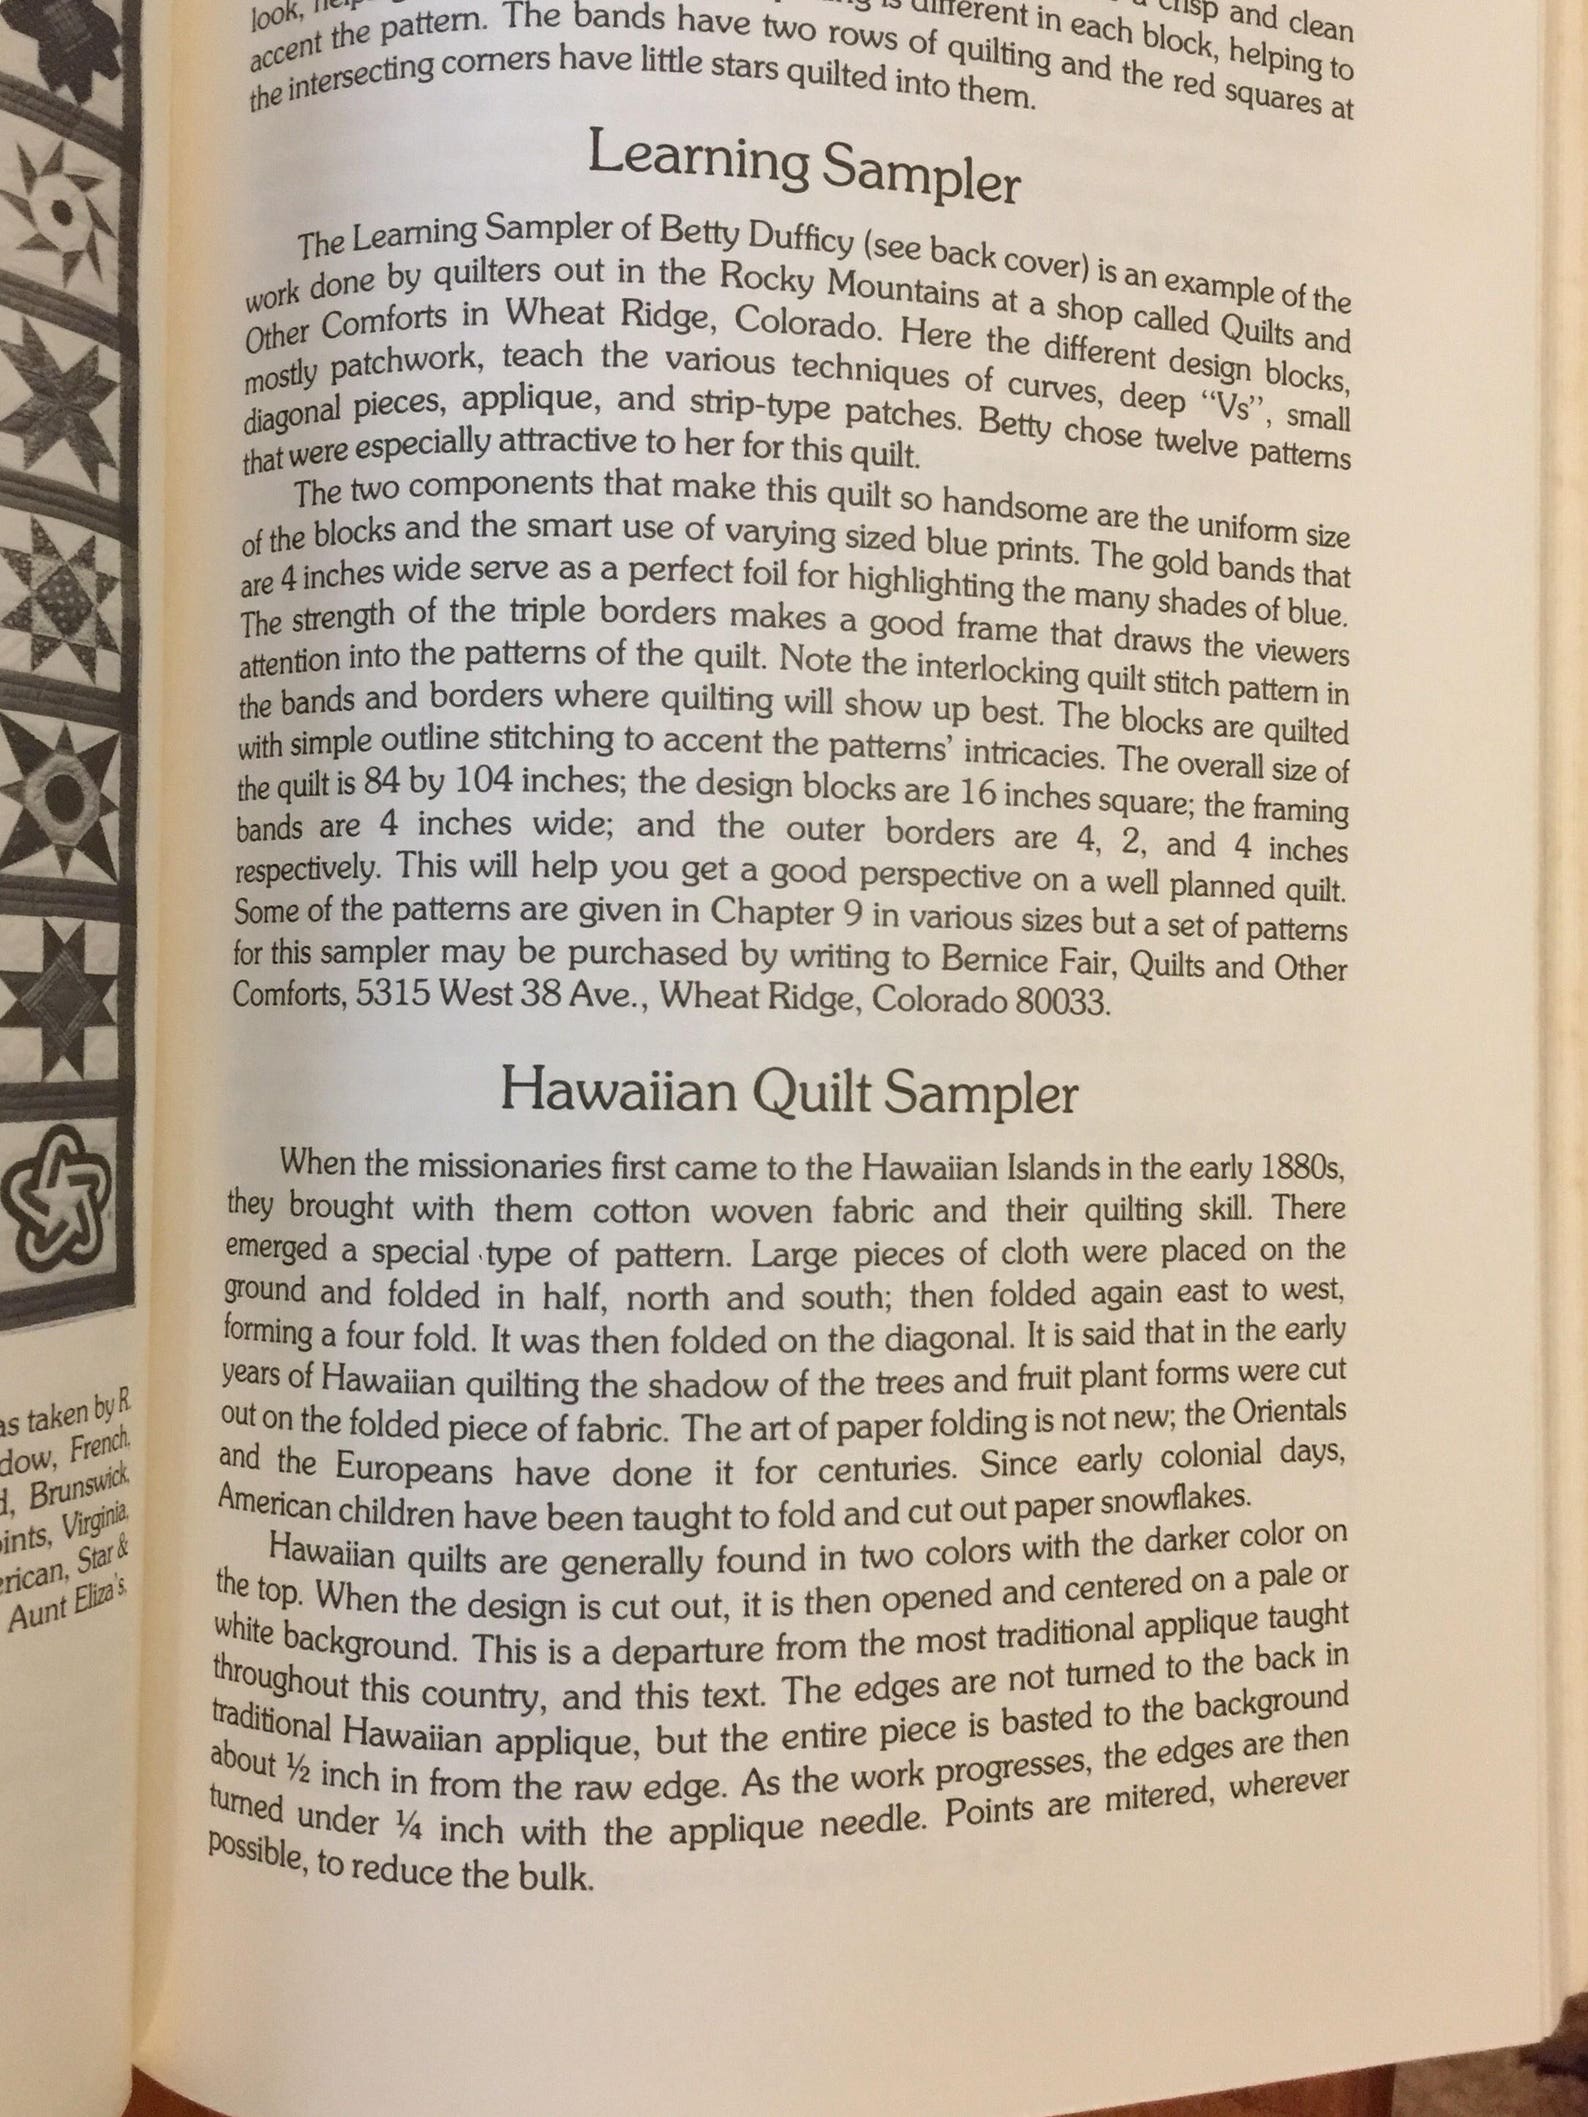 look,
crisp and clean
accent the pattern. The bands have two rows of quilting and the red squares at
is different in each block, helping to
the intersecting corners have little stars quilted into them.
Learning Sampler
The Learning Sampler of Betty Dufficy (see back cover) is an example of the
work done by quilters out in the Rocky Mountains at a shop called Quilts and
Other Comforts in Wheat Ridge, Colorado. Here the different design blocks,
mostly patchwork, teach the various techniques of curves, deep “Vs”, small
diagonal pieces, applique, and strip-type patches. Betty chose twelve patterns
that were especially attractive to her for this quilt.
The two components that make this quilt so handsome are the uniform size
of the blocks and the smart use of varying sized blue prints. The gold bands that
are 4 inches wide serve as a perfect foil for highlighting the many shades of blue.
The strength of the triple borders makes a good frame that draws the viewers
attention into the patterns of the quilt. Note the interlocking quilt stitch pattern in
the bands and borders where quilting will show up best. The blocks are quilted
with simple outline stitching to accent the patterns’ intricacies. The overall size of
the quilt is 84 by 104 inches; the design blocks are 16 inches square; the framing
bands are 4 inches wide; and the outer borders are 4, 2, and 4 inches
respectively. This will help you get a good perspective on a well planned quilt.
Some of the patterns are given in Chapter 9 in various sizes but a set of patterns
for this sampler may be purchased by writing to Bernice Fair, Quilts and Other
Comforts, 5315 West 38 Ave., Wheat Ridge, Colorado 80033.
Hawaiian Quilt Sampler
When the missionaries first came to the Hawaiian Islands in the early 1880s,
they brought with them cotton woven fabric and their quilting skill. There
emerged a special type of pattern. Large pieces of cloth were placed on the
ground and folded in half, north and south; then folded again east to west,
forming a four fold. It was then folded on the diagonal. It is said that in the early
years of Hawaiian quilting the shadow of the trees and fruit plant forms were cut
out on the folded piece of fabric. The art of paper folding is not new; the Orientals
and the Europeans have done it for centuries. Since early colonial days,
American children have been taught to fold and cut out paper snowflakes.
Hawaiian quilts are generally found in two colors with the darker color on
the top. When the design is cut out, it is then opened and centered on a pale or
white background. This is a departure from the most traditional applique taught
throughout this country, and this text. The edges are not turned to the back in
traditional Hawaiian applique, but the entire piece is basted to the background
about ½ inch in from the raw edge. As the work progresses, the edges are then
turned under ¼ inch with the applique needle. Points are mitered, wherever
possible, to reduce the bulk.
taken by R.
French,
Brunswick,
Virginia,
Star &
Aunt Eliza's,